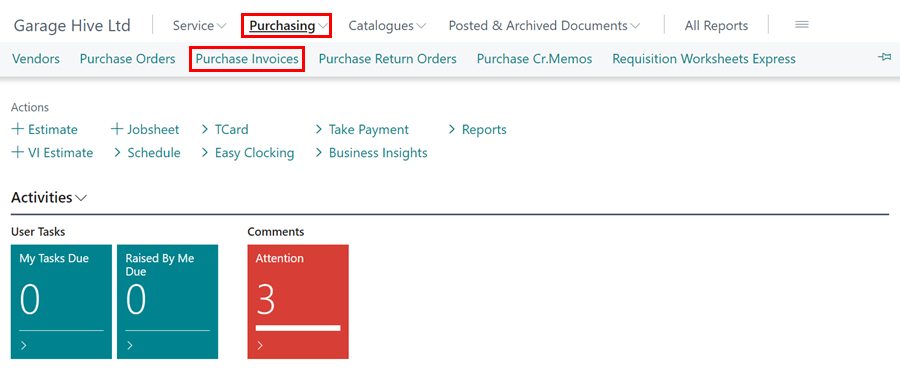 Garage Hive Ltd Service Purchasing Catalogues Posted & Archived Documents All Reports
Vendors Purchase Orders Purchase Invoices Purchase Return Orders Purchase Cr.Memos Requisition Worksheets Express
Actions
Estimate Jobsheet TCard Take Payment Reports
VI Estimate Schedule Easy Clocking Business Insights
Activities
User Tasks Comments
My Tasks Due Raised By Me Attention
Due
0 0 3